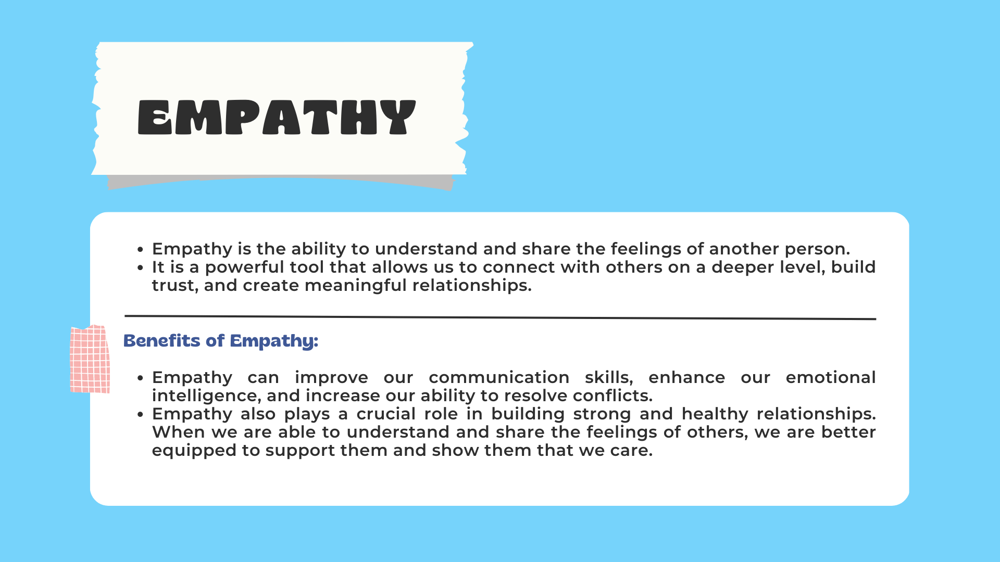 EMPATHY
• Empathy is the ability to understand and share the feelings of another person.
• It is a powerful tool that allows us to connect with others on a deeper level, build
trust, and create meaningful relationships.
Benefits of Empathy:
• Empathy can improve our communication skills, enhance our emotional
intelligence, and increase our ability to resolve conflicts.
• Empathy also plays a crucial role in building strong and healthy relationships.
When we are able to understand and share the feelings of others, we are better
equipped to support them and show them that we care.